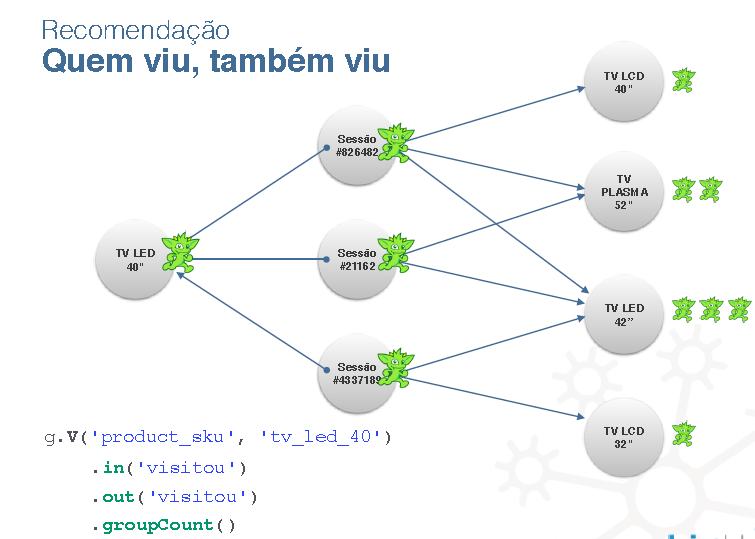 Recomendação
Quem viu, também viu
TV LCD
40"
Sessão
#826482
TV
PLASMA
52"
TV LED
40"
Sessão
#21162
TV LED
42”
Sessão
#4337189
TV LCD
32"
g.V('product_sku', 'tv_led_40')
.in('visitou')
.out('visitou')
.groupCount()